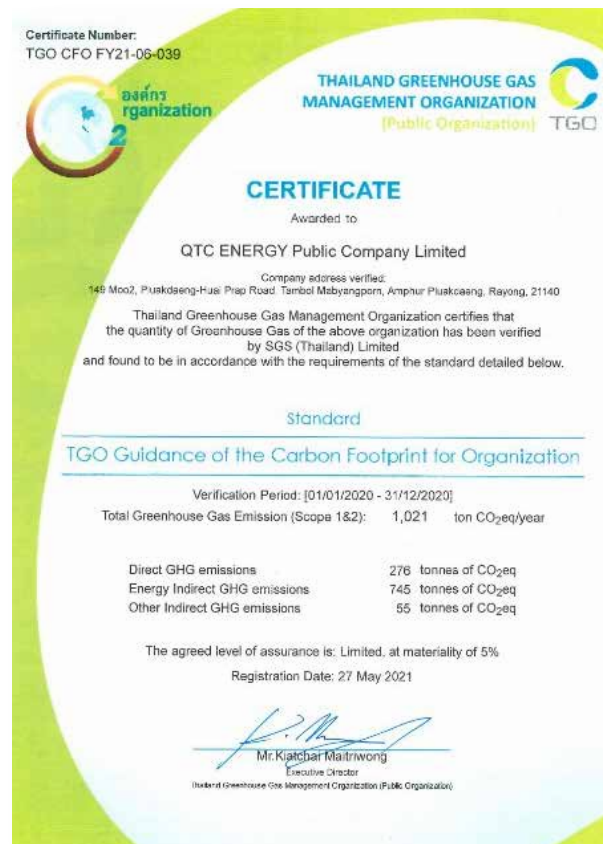 Certificate Number:
TGO CFO FY21-06-039
องค์กร
rganization
2
THAILAND GREENHOUSE GAS
MANAGEMENT ORGANIZATION
(Public Organization)
TGO
CERTIFICATE
Awarded to
QTC ENERGY Public Company Limited
Company address verified:
149 Moo2, Pluakdaeng-Huai Prap Road, Tambol Mabyangporn, Amphur Pluakdaeng, Rayong, 21140
Thailand Greenhouse Gas Management Organization certifies that
the quantity of Greenhouse Gas of the above organization has been verified
by SGS (Thailand) Limited
and found to be in accordance with the requirements of the standard detailed below.
Standard
TGO Guidance of the Carbon Footprint for Organization
Verification Period: [01/01/2020 - 31/12/2020]
Total Greenhouse Gas Emission (Scope 1&2): 1,021 ton CO₂eq/year
Direct GHG emissions 276 tonnes of CO₂eq
Energy Indirect GHG emissions 745 tonnes of CO₂eq
Other Indirect GHG emissions 55 tonnes of CO₂eq
The agreed level of assurance is: Limited, at materiality of 5%
Registration Date: 27 May 2021
Mr.Kiatchai Maitriwong
Executive Director
Thailand Greenhouse Gas Management Organization (Public Organization)